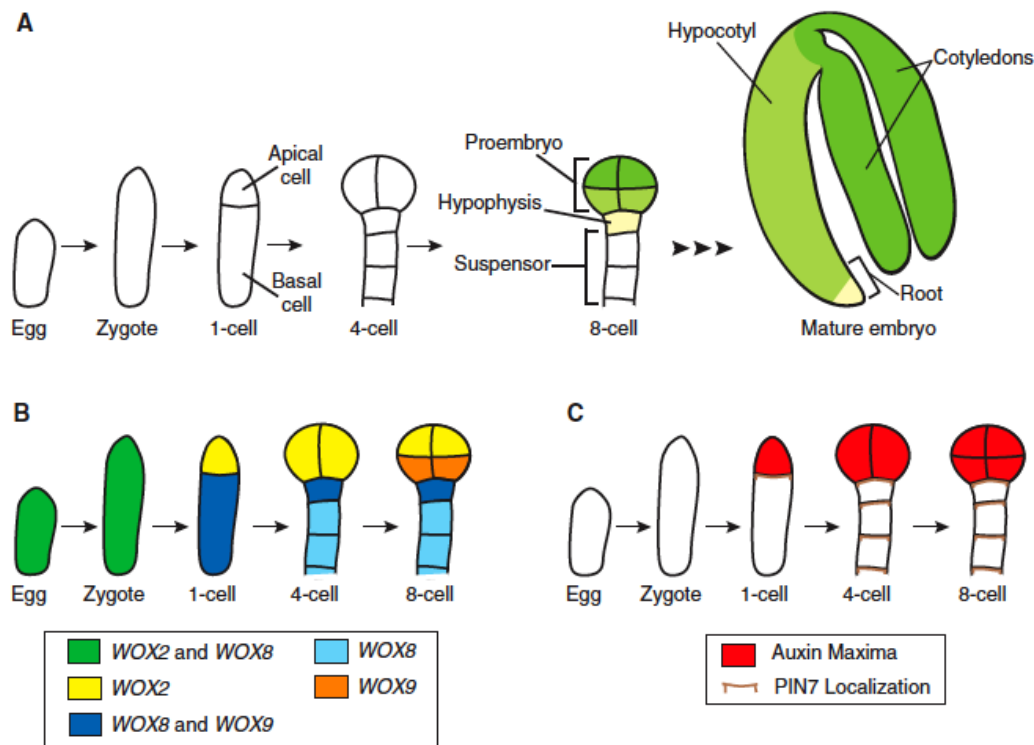 A
Hypocotyl
Cotyledons
Apical
cell
Proembryo
Hypophysis
Suspensor
Basal
cell
Root
Egg
Zygote
1-cell
4-cell
8-cell
Mature embryo
B
Egg
Zygote
1-cell
4-cell
8-cell
WOX2 and WOX8
WOX2
WOX8 and WOX9
WOX8
WOX9
C
Egg
Zygote
1-cell
4-cell
8-cell
Auxin Maxima
PIN7 Localization